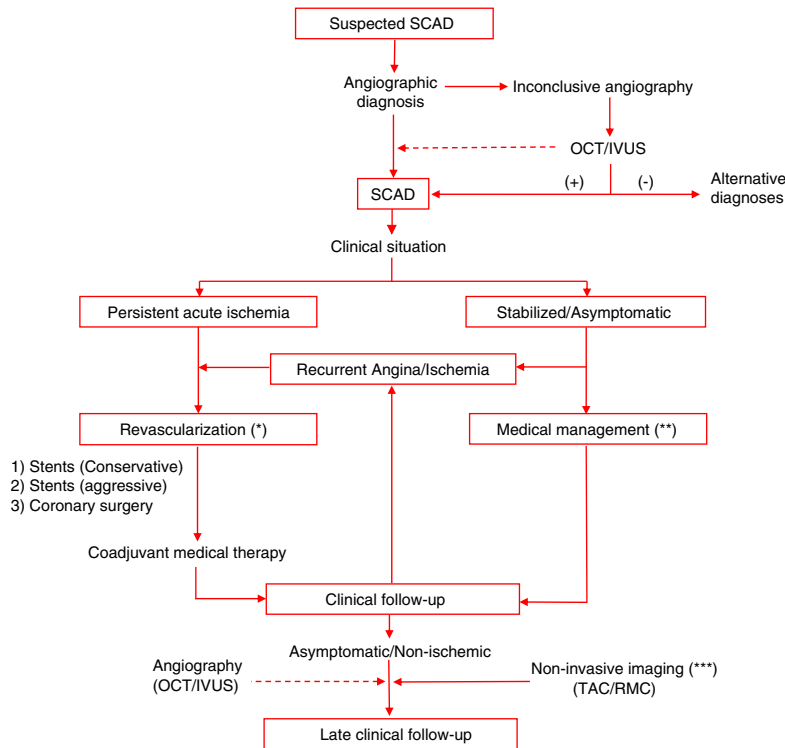 Suspected SCAD
Angiographic
diagnosis
Inconclusive angiography
OCT/IVUS
(+)
(-)
Alternative
diagnoses
SCAD
Clinical situation
Persistent acute ischemia
Stabilized/Asymptomatic
Recurrent Angina/Ischemia
Revascularization (*)
Medical management (**)
1) Stents (Conservative)
2) Stents (aggressive)
3) Coronary surgery
Coadjuvant medical therapy
Clinical follow-up
Asymptomatic/Non-ischemic
Angiography
(OCT/IVUS)
Non-invasive imaging (***)
(TAC/RMC)
Late clinical follow-up